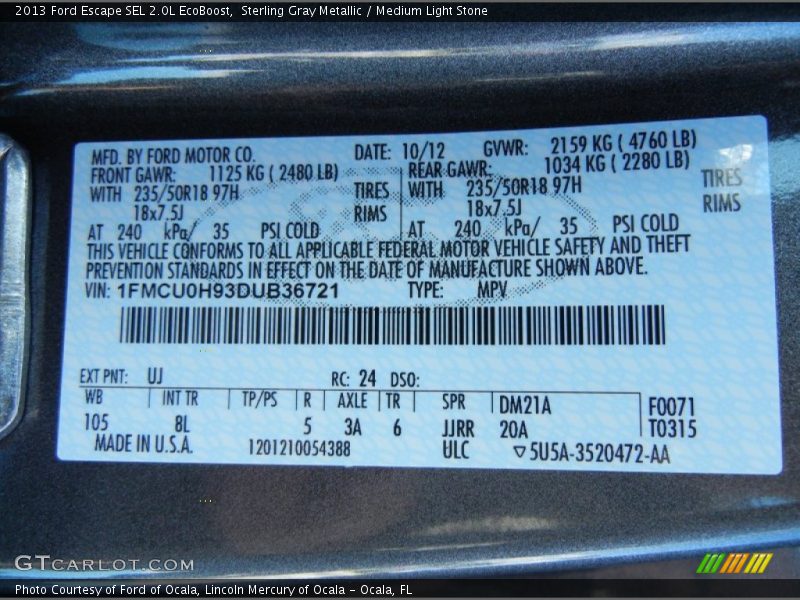 2013 Ford Escape SEL 2.0L EcoBoost, Sterling Gray Metallic / Medium Light Stone
MFD. BY FORD MOTOR CO. DATE: 10/12 GVWR: 2159 KG ( 4760 LB)
FRONT GAWR: 1125 KG ( 2480 LB) REAR GAWR: 1034 KG ( 2280 LB)
WITH 235/50R18 97H TIRES WITH 235/50R18 97H TIRES
18x7.5J RIMS 18x7.5J RIMS
AT 240 kPa/ 35 PSI COLD AT 240 kPa/ 35 PSI COLD
THIS VEHICLE CONFORMS TO ALL APPLICABLE FEDERAL MOTOR VEHICLE SAFETY AND THEFT
PREVENTION STANDARDS IN EFFECT ON THE DATE OF MANUFACTURE SHOWN ABOVE.
VIN: 1FMCU0H93DUB36721 TYPE: MPV
EXT PNT: UJ RC: 24 DSO:
WB INT TR TP/PS R AXLE TR SPR DM21A F0071
105 8L 5 3A 6 JJRR 20A T0315
MADE IN U.S.A. 1201210054388 ULC ▽5U5A-3520472-AA
GTCARLOT.COM
Photo Courtesy of Ford of Ocala, Lincoln Mercury of Ocala – Ocala, FL